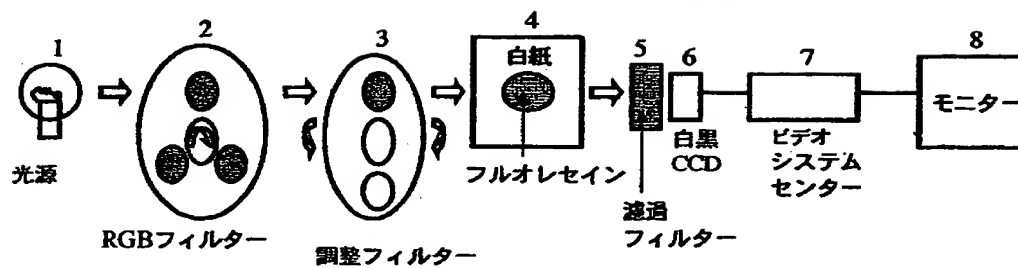 1
2
3
4
5
6
7
8
白紙
モニター
光源
RGBフィルター
調整フィルター
フルオレセイン
濾過
フィルター
白黒
CCD
ビデオ
システム
センター